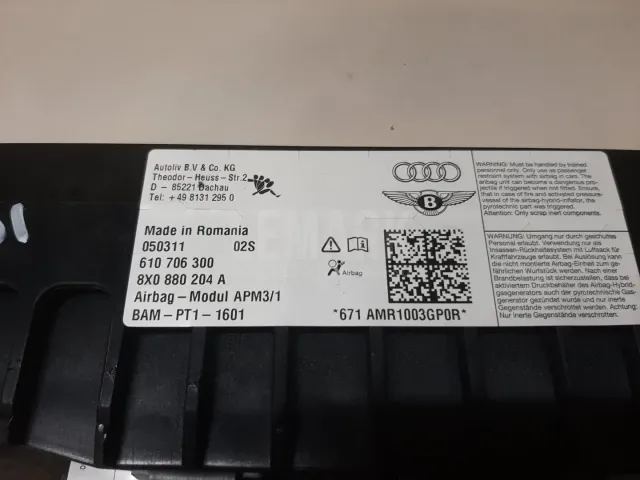 Autoliv B.V & Co. KG
Theodor-Heuss-Str.2
D - 85221 Dachau
Tel: +49 8131 295 0
Made in Romania
050311 02S
610 706 300
8X0 880 204 A
Airbag-Modul APM3/1
BAM-PT1-1601
Airbag
B
*671 AMR1003GP0R*
WARNING: Must be handled by trained
personnel only. Only use as passenger
restraint system with airbag in cars. The
airbag unit can become a dangerous pro-
jectile if triggered when not fitted. Ensure,
that in case of fire and activated pressure-
vessel of the airbag-hybrid-inflator, the
pyrotechnic part was triggered.
Attention: Only scrap inert components.
WARNUNG: Umgang nur durch geschultes
Personal erlaubt. Verwendung nur als
Insassen-Rückhaltesystem mit Luftsack für
Kraftfahrzeuge erlaubt. Bei Auslösung kann
die nicht montierte Airbag-Einheit zum ge-
fährlichen Wurfstück werden. Nach einer
Brandbelastung ist sicherzustellen, dass bei
aktiviertem Druckbehälter des Airbag-Hybrid-
gasgenerators auch der pyrotechnische Gas-
generator gezündet wurde und nur inerte
Gegenstände verschrottet werden. Achtung:
Nur inerte Gegenstände verschrotten.